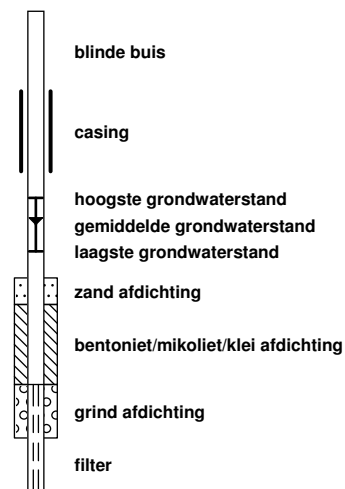 blinde buis
casing
hoogste grondwaterstand
gemiddelde grondwaterstand
laagste grondwaterstand
zand afdichting
bentoniet/mikoliet/klei afdichting
grind afdichting
filter